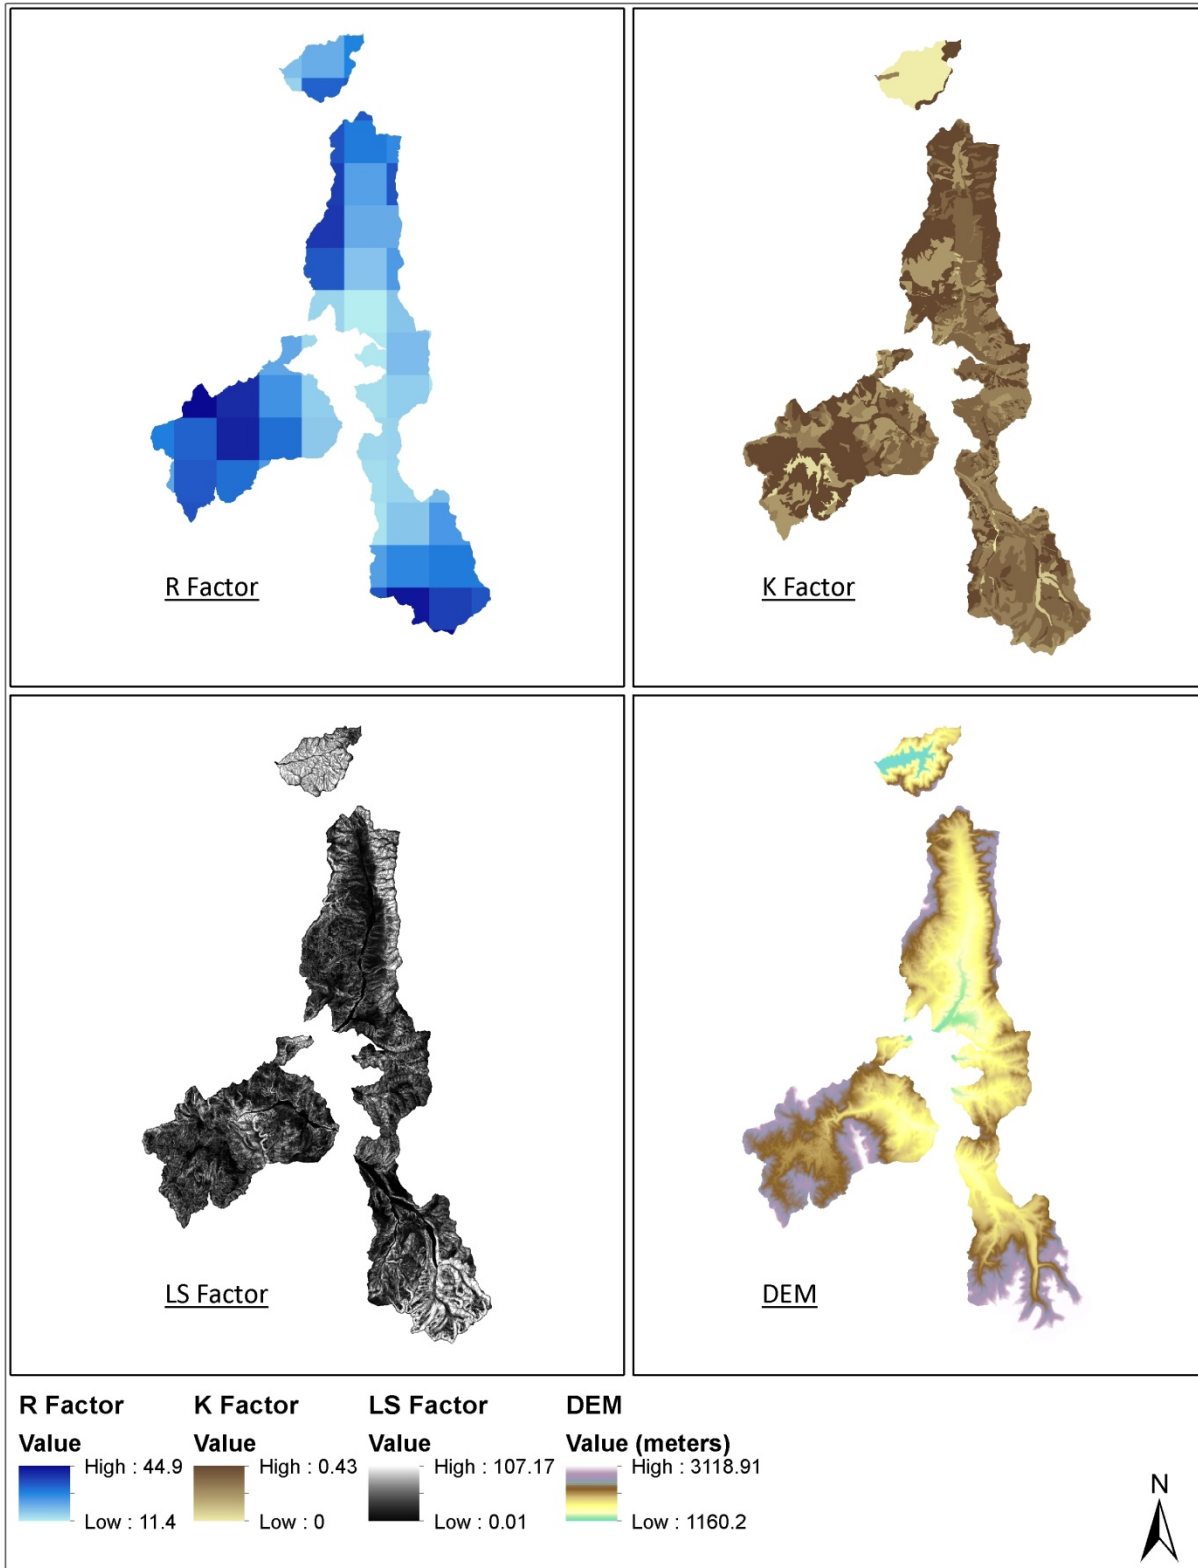 R Factor
K Factor
LS Factor
DEM
R Factor
Value
High : 44.9
Low : 11.4
K Factor
Value
High : 0.43
Low : 0
LS Factor
Value
High : 107.17
Low : 0.01
DEM
Value (meters)
High : 3118.91
Low : 1160.2
N